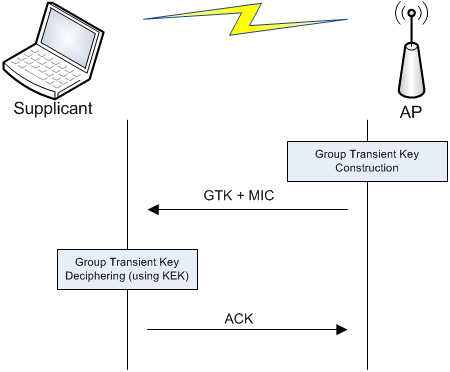 Supplicant
AP
Group Transient Key
Construction
GTK + MIC
Group Transient Key
Deciphering (using KEK)
ACK